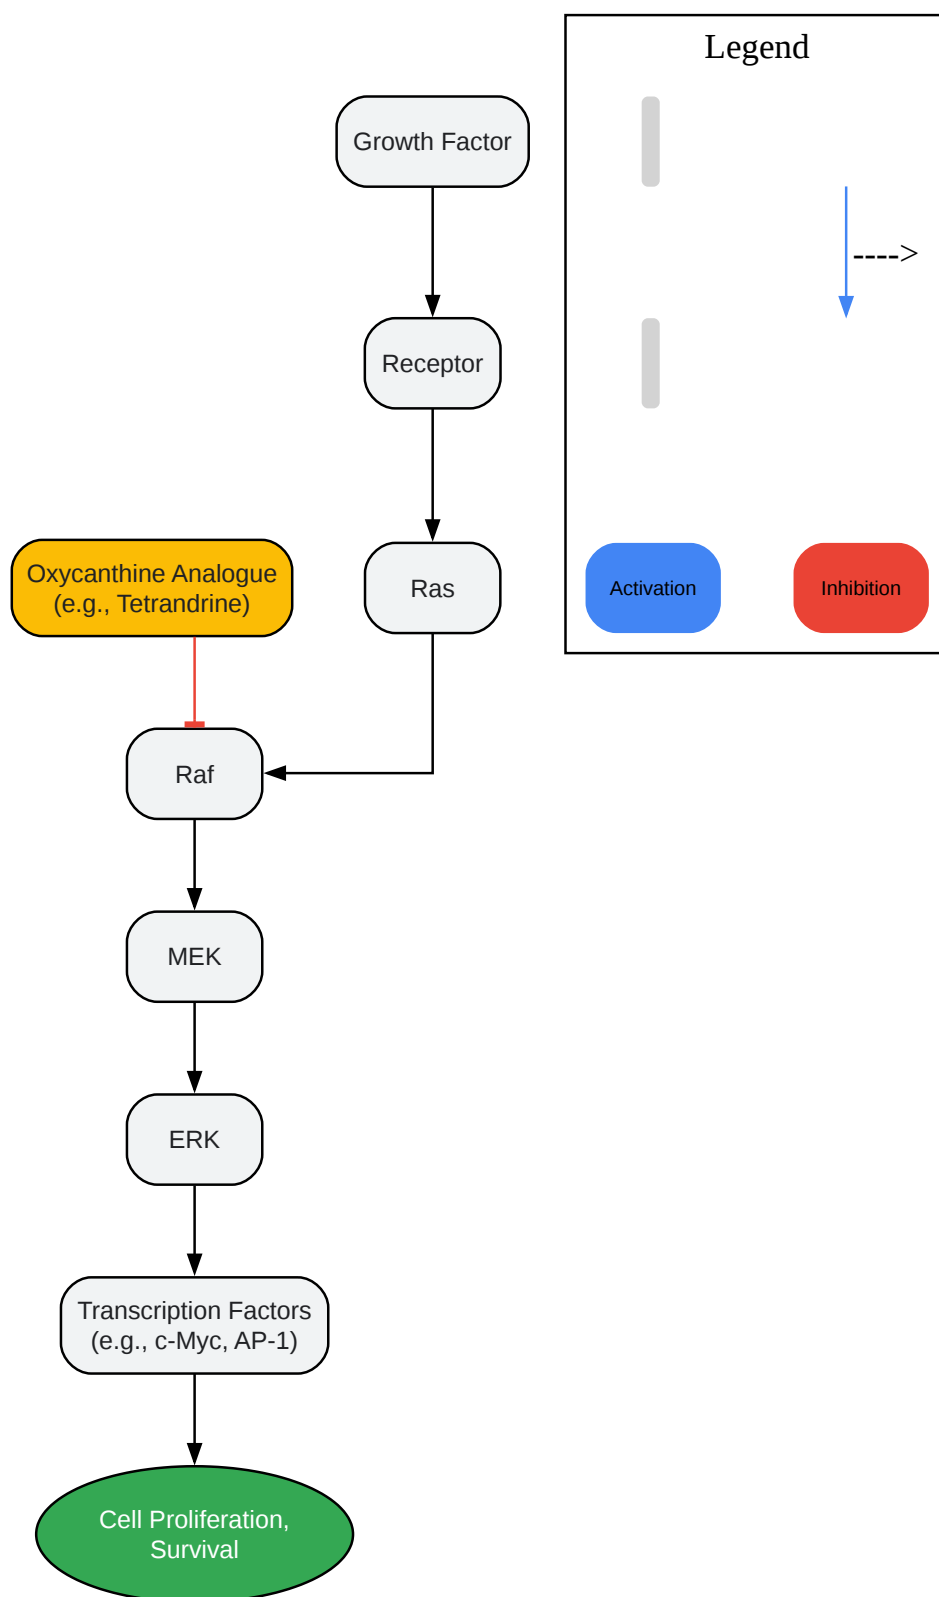 Legend
Growth Factor
---->
Receptor
Oxycanthine Analogue
(e.g., Tetrandrine)
Ras
Activation
Inhibition
Raf
MEK
ERK
Transcription Factors
(e.g., c-Myc, AP-1)
Cell Proliferation,
Survival